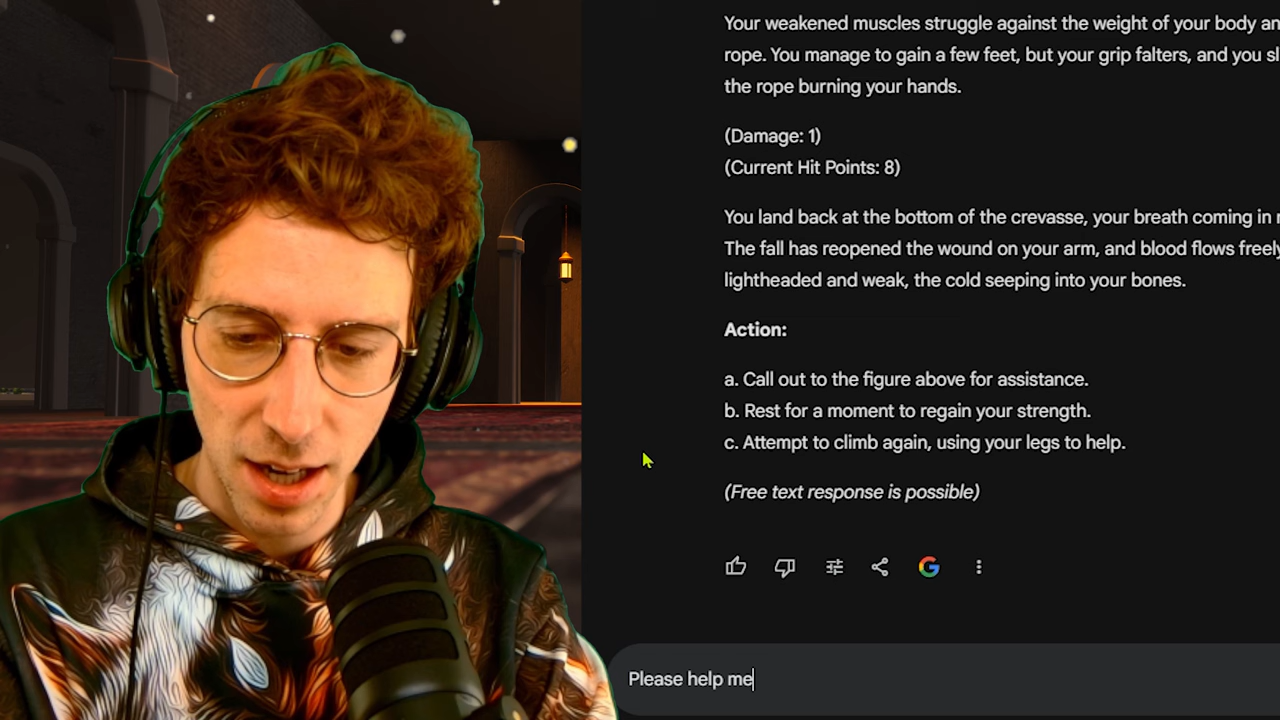 Your weakened muscles struggle against the weight of your body an
rope. You manage to gain a few feet, but your grip falters, and you sl
the rope burning your hands.
(Damage: 1)
(Current Hit Points: 8)
You land back at the bottom of the crevasse, your breath coming in r
The fall has reopened the wound on your arm, and blood flows freely
lightheaded and weak, the cold seeping into your bones.
Action:
a. Call out to the figure above for assistance.
b. Rest for a moment to regain your strength.
c. Attempt to climb again, using your legs to help.
(Free text response is possible)
Please help me